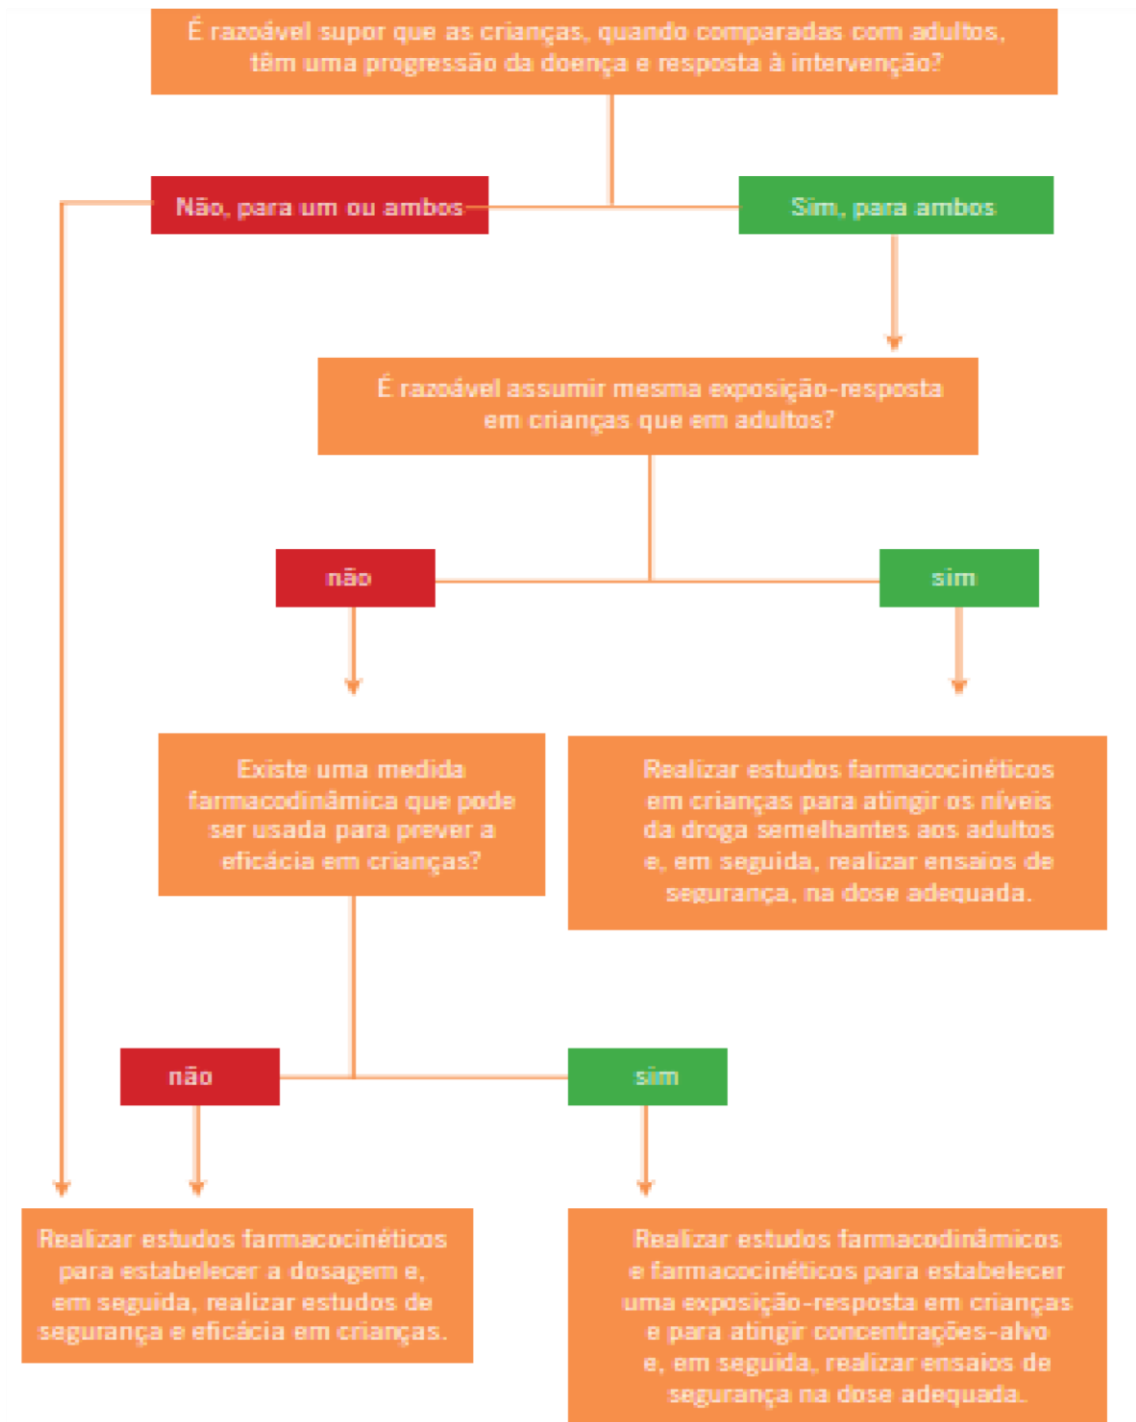 É razoável supor que as crianças, quando comparadas com adultos,
têm uma progressão da doença e resposta à intervenção?
Não, para um ou ambos
Sim, para ambos
É razoável assumir mesma exposição-resposta
em crianças que em adultos?
não
sim
Existe uma medida
farmacodinâmica que pode
ser usada para prever a
eficácia em crianças?
Realizar estudos farmacocinéticos
em crianças para atingir os níveis
da droga semelhantes aos adultos
e, em seguida, realizar ensaios de
segurança, na dose adequada.
não
sim
Realizar estudos farmacocinéticos
para estabelecer a dosagem e,
em seguida, realizar estudos de
segurança e eficácia em crianças.
Realizar estudos farmacodinâmicos
e farmacocinéticos para estabelecer
uma exposição-resposta em crianças
e para atingir concentrações-alvo
e, em seguida, realizar ensaios de
segurança na dose adequada.